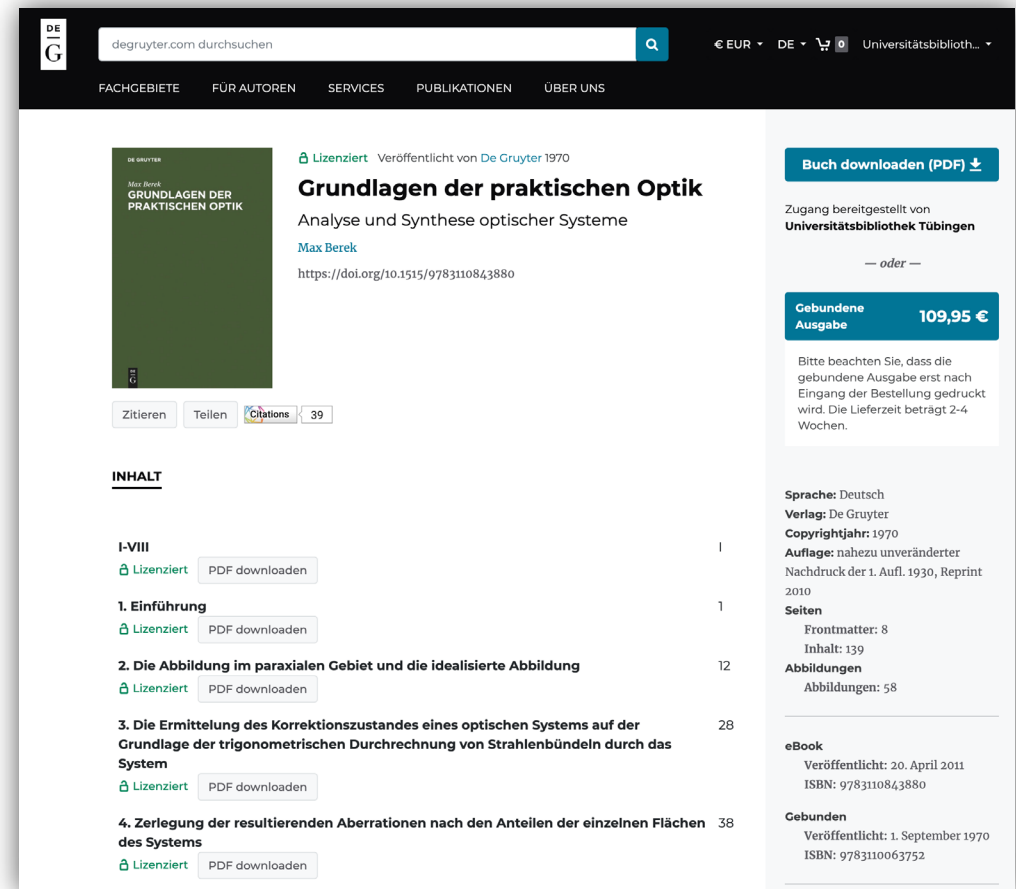 DE
G
degruyter.com durchsuchen
€ EUR
DE
0
Universitätsbiblioth...
FACHGEBIETE
FÜR AUTOREN
SERVICES
PUBLIKATIONEN
ÜBER UNS
DE GRUYTER
Max Berek
GRUNDLAGEN DER
PRAKTISCHEN OPTIK
DE
G
Lizenziert Veröffentlicht von De Gruyter 1970
Grundlagen der praktischen Optik
Analyse und Synthese optischer Systeme
Max Berek
https://doi.org/10.1515/9783110843880
Zitieren
Teilen
Citations
39
INHALT
I-VIII I
Lizenziert PDF downloaden
1. Einführung 1
Lizenziert PDF downloaden
2. Die Abbildung im paraxialen Gebiet und die idealisierte Abbildung 12
Lizenziert PDF downloaden
3. Die Ermittelung des Korrektionszustandes eines optischen Systems auf der 28
Grundlage der trigonometrischen Durchrechnung von Strahlenbündeln durch das
System
Lizenziert PDF downloaden
4. Zerlegung der resultierenden Aberrationen nach den Anteilen der einzelnen Flächen 38
des Systems
Lizenziert PDF downloaden
Buch downloaden (PDF)
Zugang bereitgestellt von
Universitätsbibliothek Tübingen
— oder —
Gebundene
Ausgabe
109,95 €
Bitte beachten Sie, dass die
gebundene Ausgabe erst nach
Eingang der Bestellung gedruckt
wird. Die Lieferzeit beträgt 2-4
Wochen.
Sprache: Deutsch
Verlag: De Gruyter
Copyrightjahr: 1970
Auflage: nahezu unveränderter
Nachdruck der 1. Aufl. 1930, Reprint
2010
Seiten
Frontmatter: 8
Inhalt: 139
Abbildungen
Abbildungen: 58
eBook
Veröffentlicht: 20. April 2011
ISBN: 9783110843880
Gebunden
Veröffentlicht: 1. September 1970
ISBN: 9783110063752